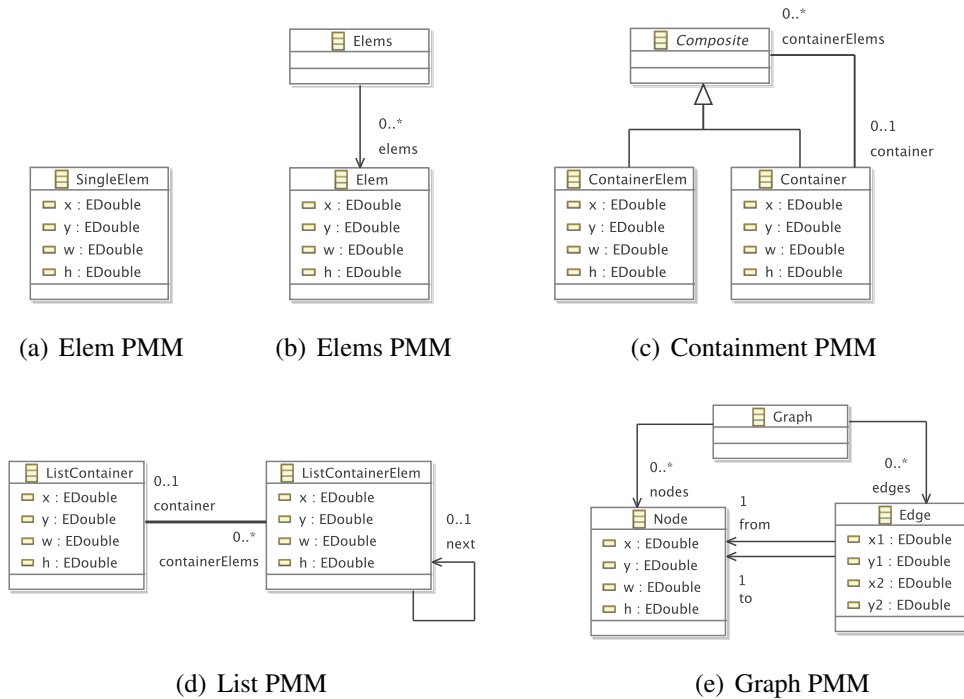 SingleElem
x : EDouble
y : EDouble
w : EDouble
h : EDouble
(a) Elem PMM
Elems
0..*
elems
Elem
x : EDouble
y : EDouble
w : EDouble
h : EDouble
(b) Elems PMM
Composite
0..*
containerElems
0..1
container
ContainerElem
x : EDouble
y : EDouble
w : EDouble
h : EDouble
Container
x : EDouble
y : EDouble
w : EDouble
h : EDouble
(c) Containment PMM
ListContainer
x : EDouble
y : EDouble
w : EDouble
h : EDouble
0..1
container
0..*
containerElems
ListContainerElem
x : EDouble
y : EDouble
w : EDouble
h : EDouble
0..1
next
(d) List PMM
Graph
0..*
nodes
0..*
edges
Node
x : EDouble
y : EDouble
w : EDouble
h : EDouble
1
from
1
to
Edge
x1 : EDouble
y1 : EDouble
x2 : EDouble
y2 : EDouble
(e) Graph PMM